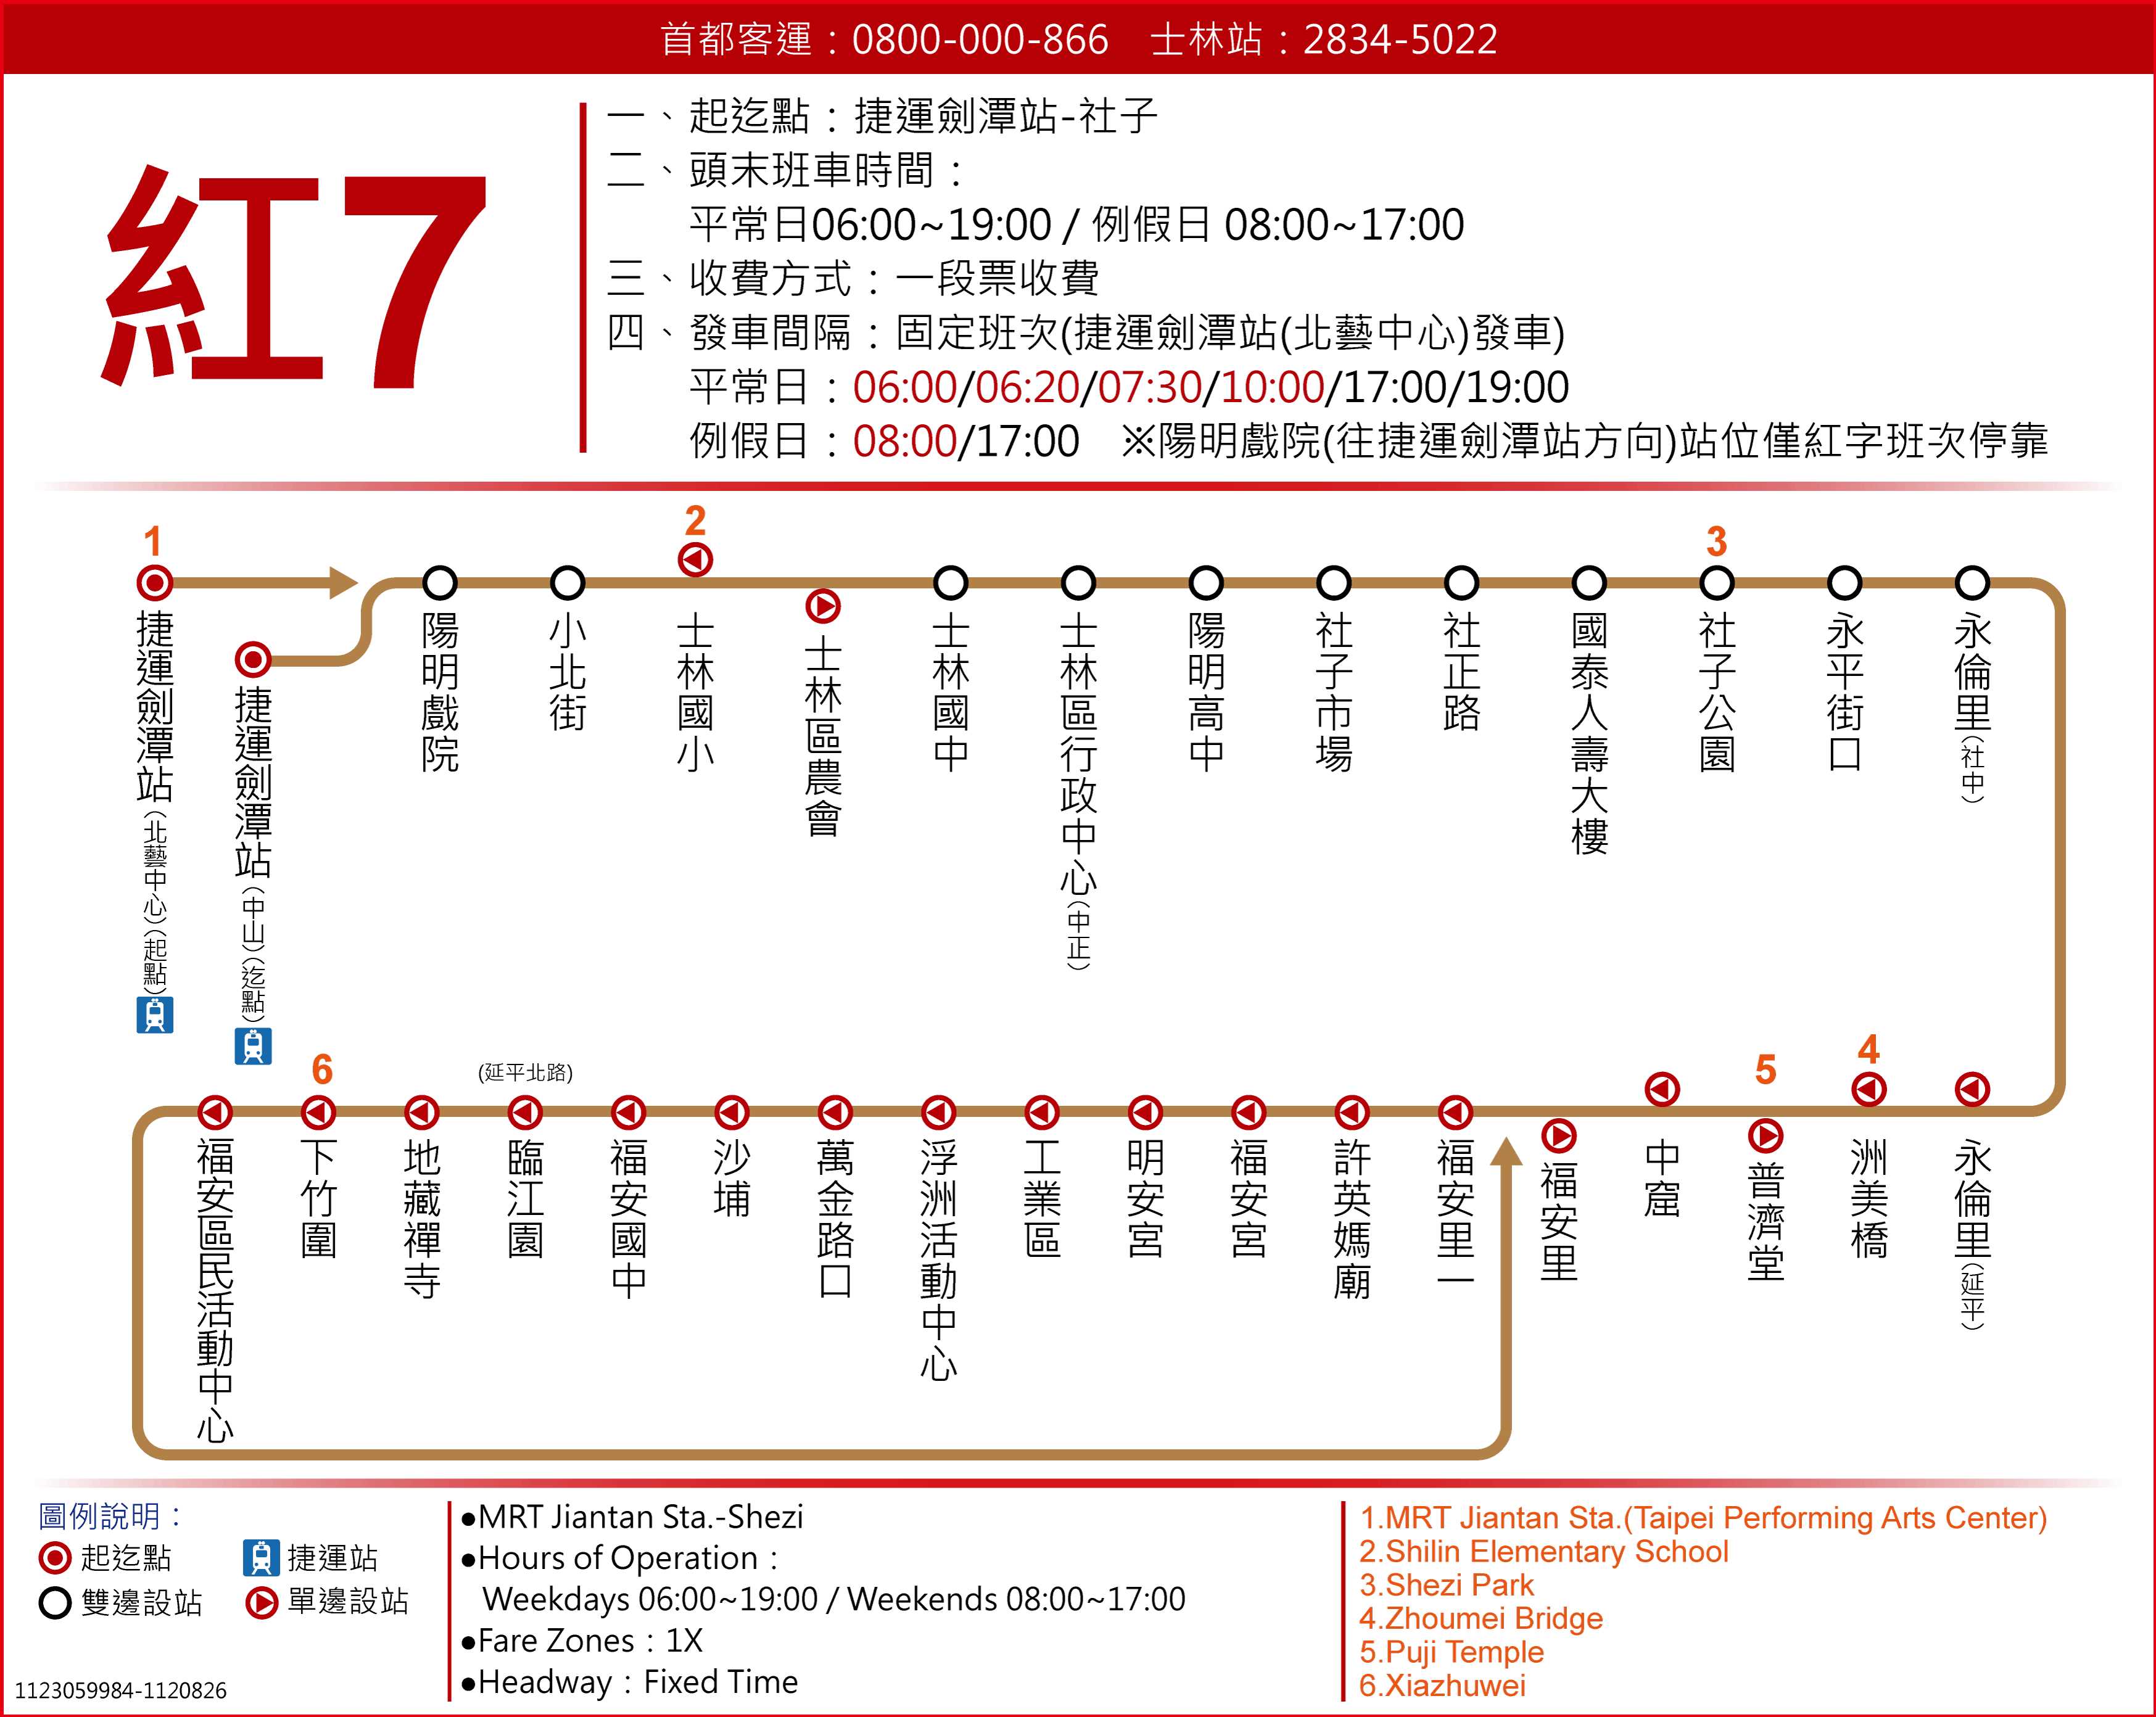 首都客運：0800-000-866　士林站：2834-5022
紅7
一、起迄點：捷運劍潭站-社子
二、頭末班車時間：
平常日06:00~19:00 / 例假日 08:00~17:00
三、收費方式：一段票收費
四、發車間隔：固定班次(捷運劍潭站(北藝中心)發車)
平常日：06:00/06:20/07:30/10:00/17:00/19:00
例假日：08:00/17:00　※陽明戲院(往捷運劍潭站方向)站位僅紅字班次停靠
1
捷運劍潭站(北藝中心)(起點)
捷運劍潭站(中山)(迄點)
陽明戲院
小北街
2
士林國小
士林區農會
士林國中
士林區行政中心(中正)
陽明高中
社子市場
社正路
國泰人壽大樓
3
社子公園
永平街口
永倫里(社中)
福安區民活動中心
6
下竹圍
地藏禪寺
(延平北路)
臨江園
福安國中
沙埔
萬金路口
浮洲活動中心
工業區
明安宮
福安宮
許英媽廟
福安里一
福安里
中窟
5
普濟堂
4
洲美橋
永倫里(延平)
圖例說明：
起迄點
捷運站
雙邊設站
單邊設站
1123059984-1120826
●MRT Jiantan Sta.-Shezi
●Hours of Operation：
Weekdays 06:00~19:00 / Weekends 08:00~17:00
●Fare Zones：1X
●Headway：Fixed Time
1.MRT Jiantan Sta.(Taipei Performing Arts Center)
2.Shilin Elementary School
3.Shezi Park
4.Zhoumei Bridge
5.Puji Temple
6.Xiazhuwei